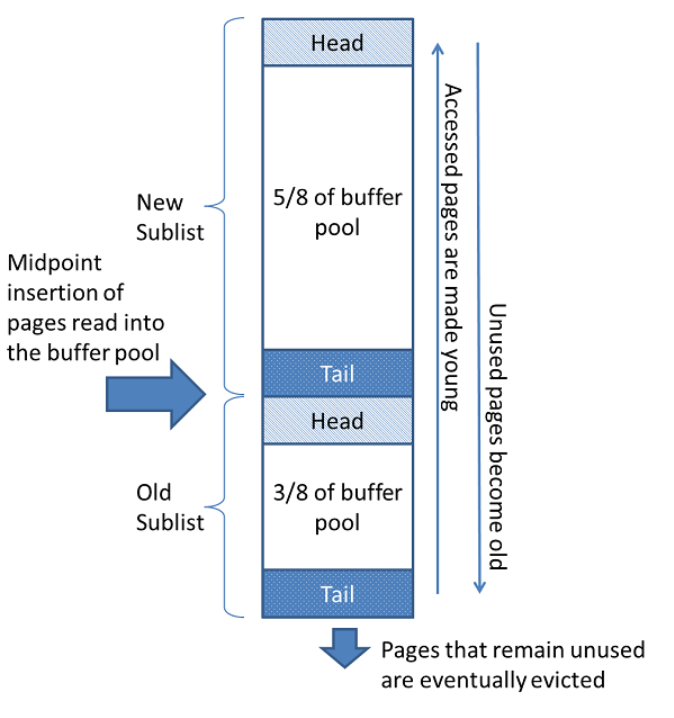 Head
5/8 of buffer
pool
New
Sublist
Midpoint
insertion of
pages read into
the buffer pool
Tail
Head
Old
Sublist
3/8 of buffer
pool
Tail
Accessed pages are made young
Unused pages become old
Pages that remain unused
are eventually evicted